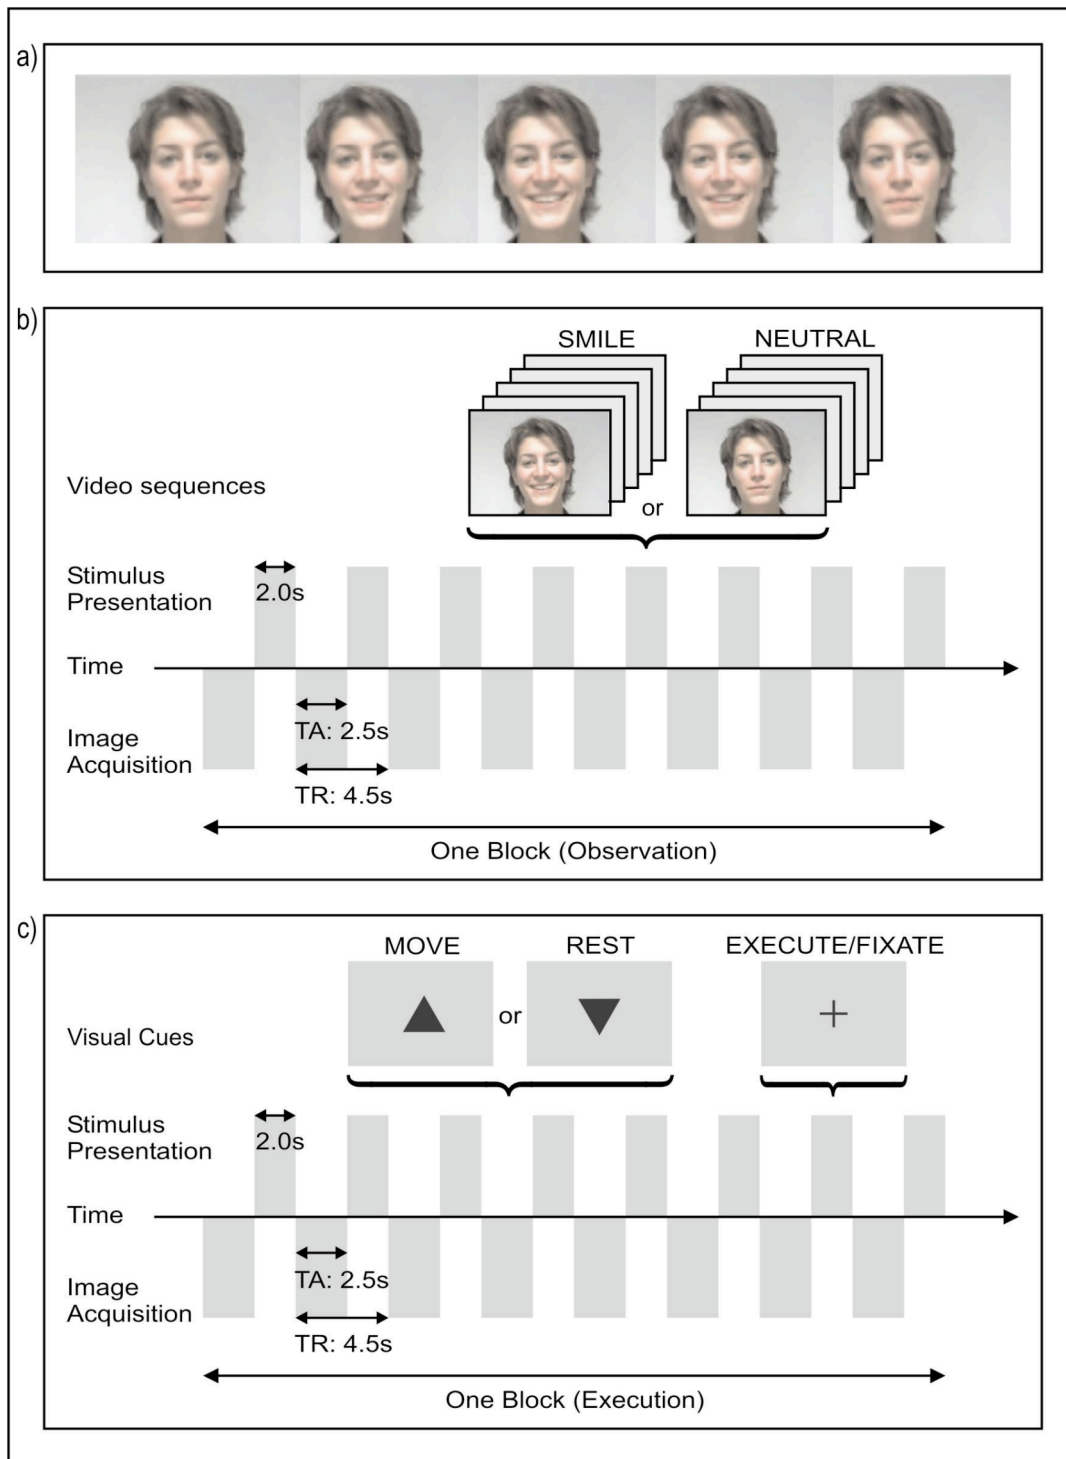 a)
b)
SMILE
NEUTRAL
or
Video sequences
Stimulus
Presentation
2.0s
Time
TA: 2.5s
Image
Acquisition
TR: 4.5s
One Block (Observation)
c)
MOVE
REST
EXECUTE/FIXATE
or
Visual Cues
Stimulus
Presentation
2.0s
Time
TA: 2.5s
Image
Acquisition
TR: 4.5s
One Block (Execution)